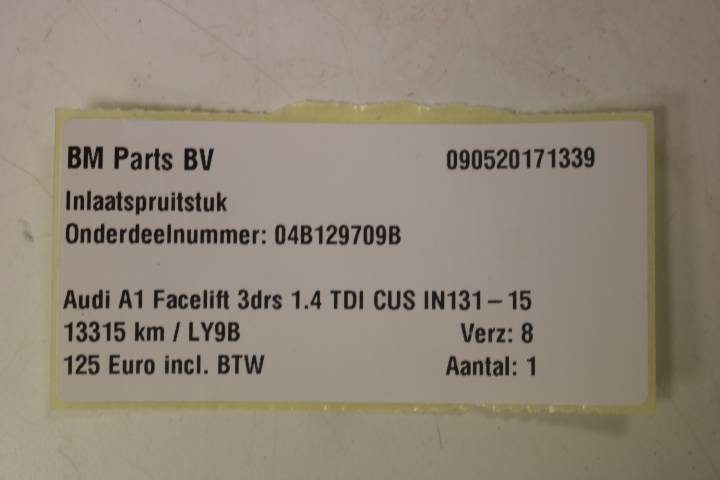 BM Parts BV 090520171339
Inlaatspruitstuk
Onderdeelnummer: 04B129709B
Audi A1 Facelift 3drs 1.4 TDI CUS IN131 – 15
13315 km / LY9B Verz: 8
125 Euro incl. BTW Aantal: 1